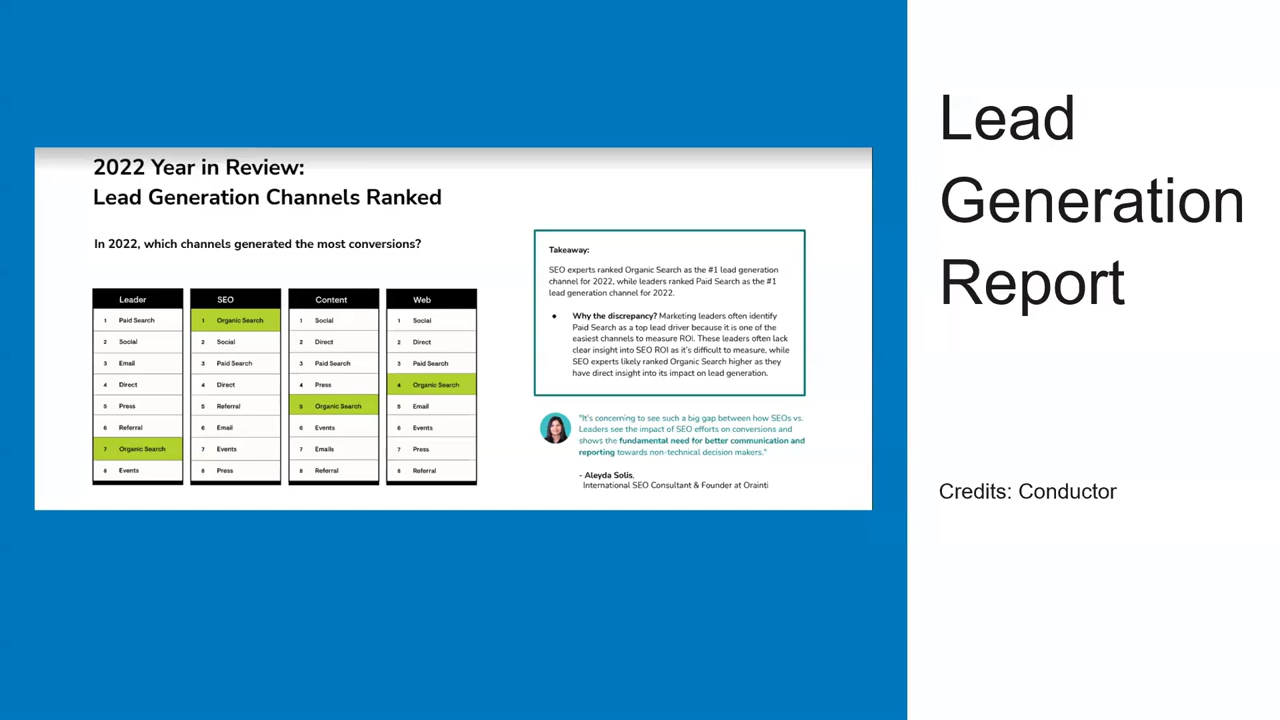 2022 Year in Review:
Lead Generation Channels Ranked
In 2022, which channels generated the most conversions?
Leader
1 Paid Search
2 Social
3 Email
4 Direct
5 Press
6 Referral
7 Organic Search
8 Events
SEO
1 Organic Search
2 Social
3 Paid Search
4 Direct
5 Referral
6 Email
7 Events
8 Press
Content
1 Social
2 Direct
3 Paid Search
4 Press
5 Organic Search
6 Events
7 Emails
8 Referral
Web
1 Social
2 Direct
3 Paid Search
4 Organic Search
5 Email
6 Events
7 Press
8 Referral
Takeaway:
SEO experts ranked Organic Search as the #1 lead generation
channel for 2022, while leaders ranked Paid Search as the #1
lead generation channel for 2022.
● Why the discrepancy? Marketing leaders often identify
Paid Search as a top lead driver because it is one of the
easiest channels to measure ROI. These leaders often lack
clear insight into SEO ROI as it's difficult to measure, while
SEO experts likely ranked Organic Search higher as they
have direct insight into its impact on lead generation.
"It's concerning to see such a big gap between how SEOs vs.
Leaders see the impact of SEO efforts on conversions and
shows the fundamental need for better communication and
reporting towards non-technical decision makers."
- Aleyda Solis,
International SEO Consultant & Founder at Orainti
Lead
Generation
Report
Credits: Conductor